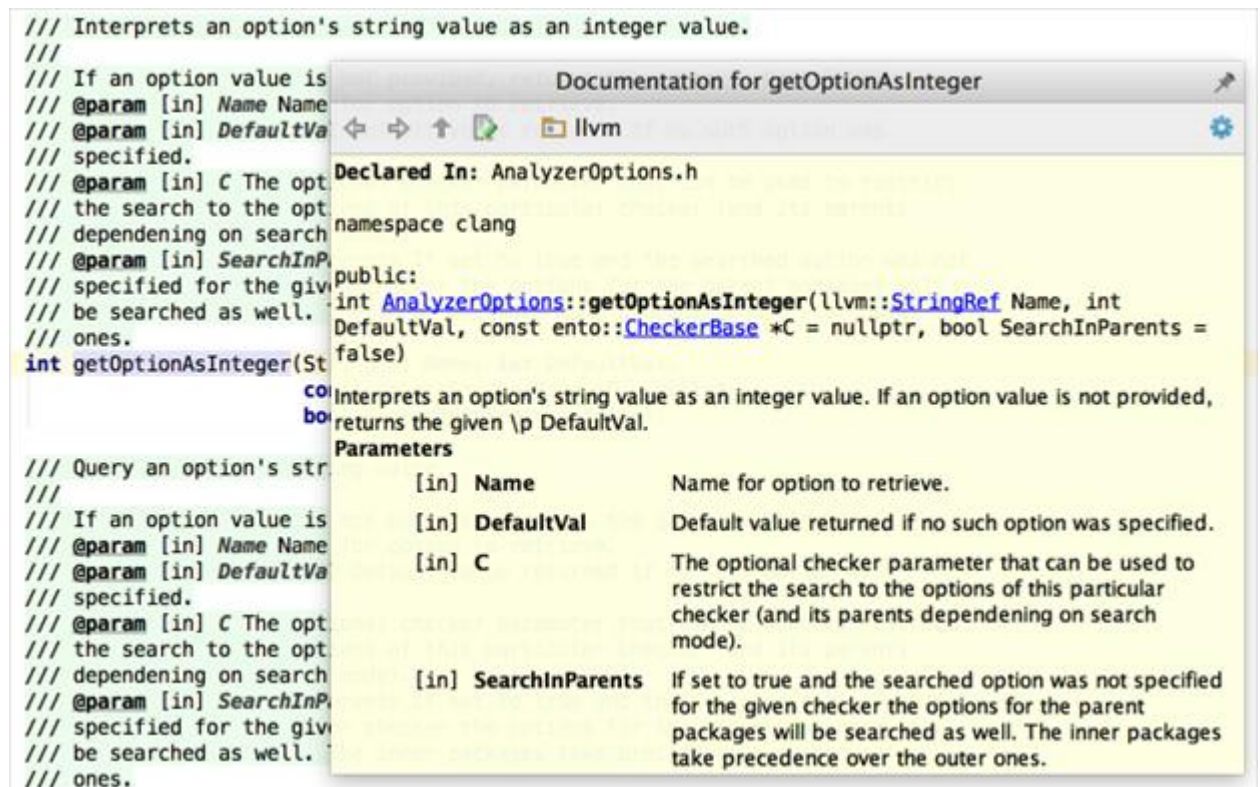 /// Interprets an option's string value as an integer value.
///
/// If an option value is
/// @param [in] Name Name
/// @param [in] DefaultVa
/// specified.
/// @param [in] C The opt
/// the search to the opt
/// dependening on search
/// @param [in] SearchInP
/// specified for the give
/// be searched as well.
/// ones.
int getOptionAsInteger(St
co
boo
/// Query an option's stri
///
/// If an option value is
/// @param [in] Name Name
/// @param [in] DefaultVa
/// specified.
/// @param [in] C The opt
/// the search to the opt
/// dependening on search
/// @param [in] SearchInP
/// specified for the give
/// be searched as well.
/// ones.
Documentation for getOptionAsInteger
llvm
Declared In: AnalyzerOptions.h
namespace clang
public:
int AnalyzerOptions::getOptionAsInteger(llvm::StringRef Name, int
DefaultVal, const ento::CheckerBase *C = nullptr, bool SearchInParents =
false)
Interprets an option's string value as an integer value. If an option value is not provided,
returns the given \p DefaultVal.
Parameters
[in] Name Name for option to retrieve.
[in] DefaultVal Default value returned if no such option was specified.
[in] C The optional checker parameter that can be used to
restrict the search to the options of this particular
checker (and its parents dependening on search
mode).
[in] SearchInParents If set to true and the searched option was not specified
for the given checker the options for the parent
packages will be searched as well. The inner packages
take precedence over the outer ones.